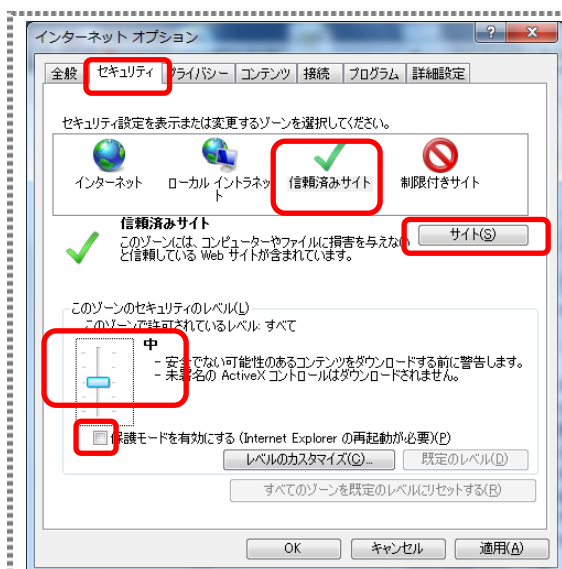 インターネット オプション
全般 セキュリティ プライバシー コンテンツ 接続 プログラム 詳細設定
セキュリティ設定を表示または変更するゾーンを選択してください。
インターネット ローカル イントラネット 信頼済みサイト 制限付きサイト
信頼済みサイト
このゾーンには、コンピューターやファイルに損害を与えない
と信頼している Web サイトが含まれています。
サイト(S)
このゾーンのセキュリティのレベル(L)
このゾーンで許可されているレベル: すべて
中
- 安全でない可能性のあるコンテンツをダウンロードする前に警告します。
- 未署名の ActiveX コントロールはダウンロードされません。
保護モードを有効にする (Internet Explorer の再起動が必要)(P)
レベルのカスタマイズ(C)... 既定のレベル(D)
すべてのゾーンを既定のレベルにリセットする(R)
OK キャンセル 適用(A)